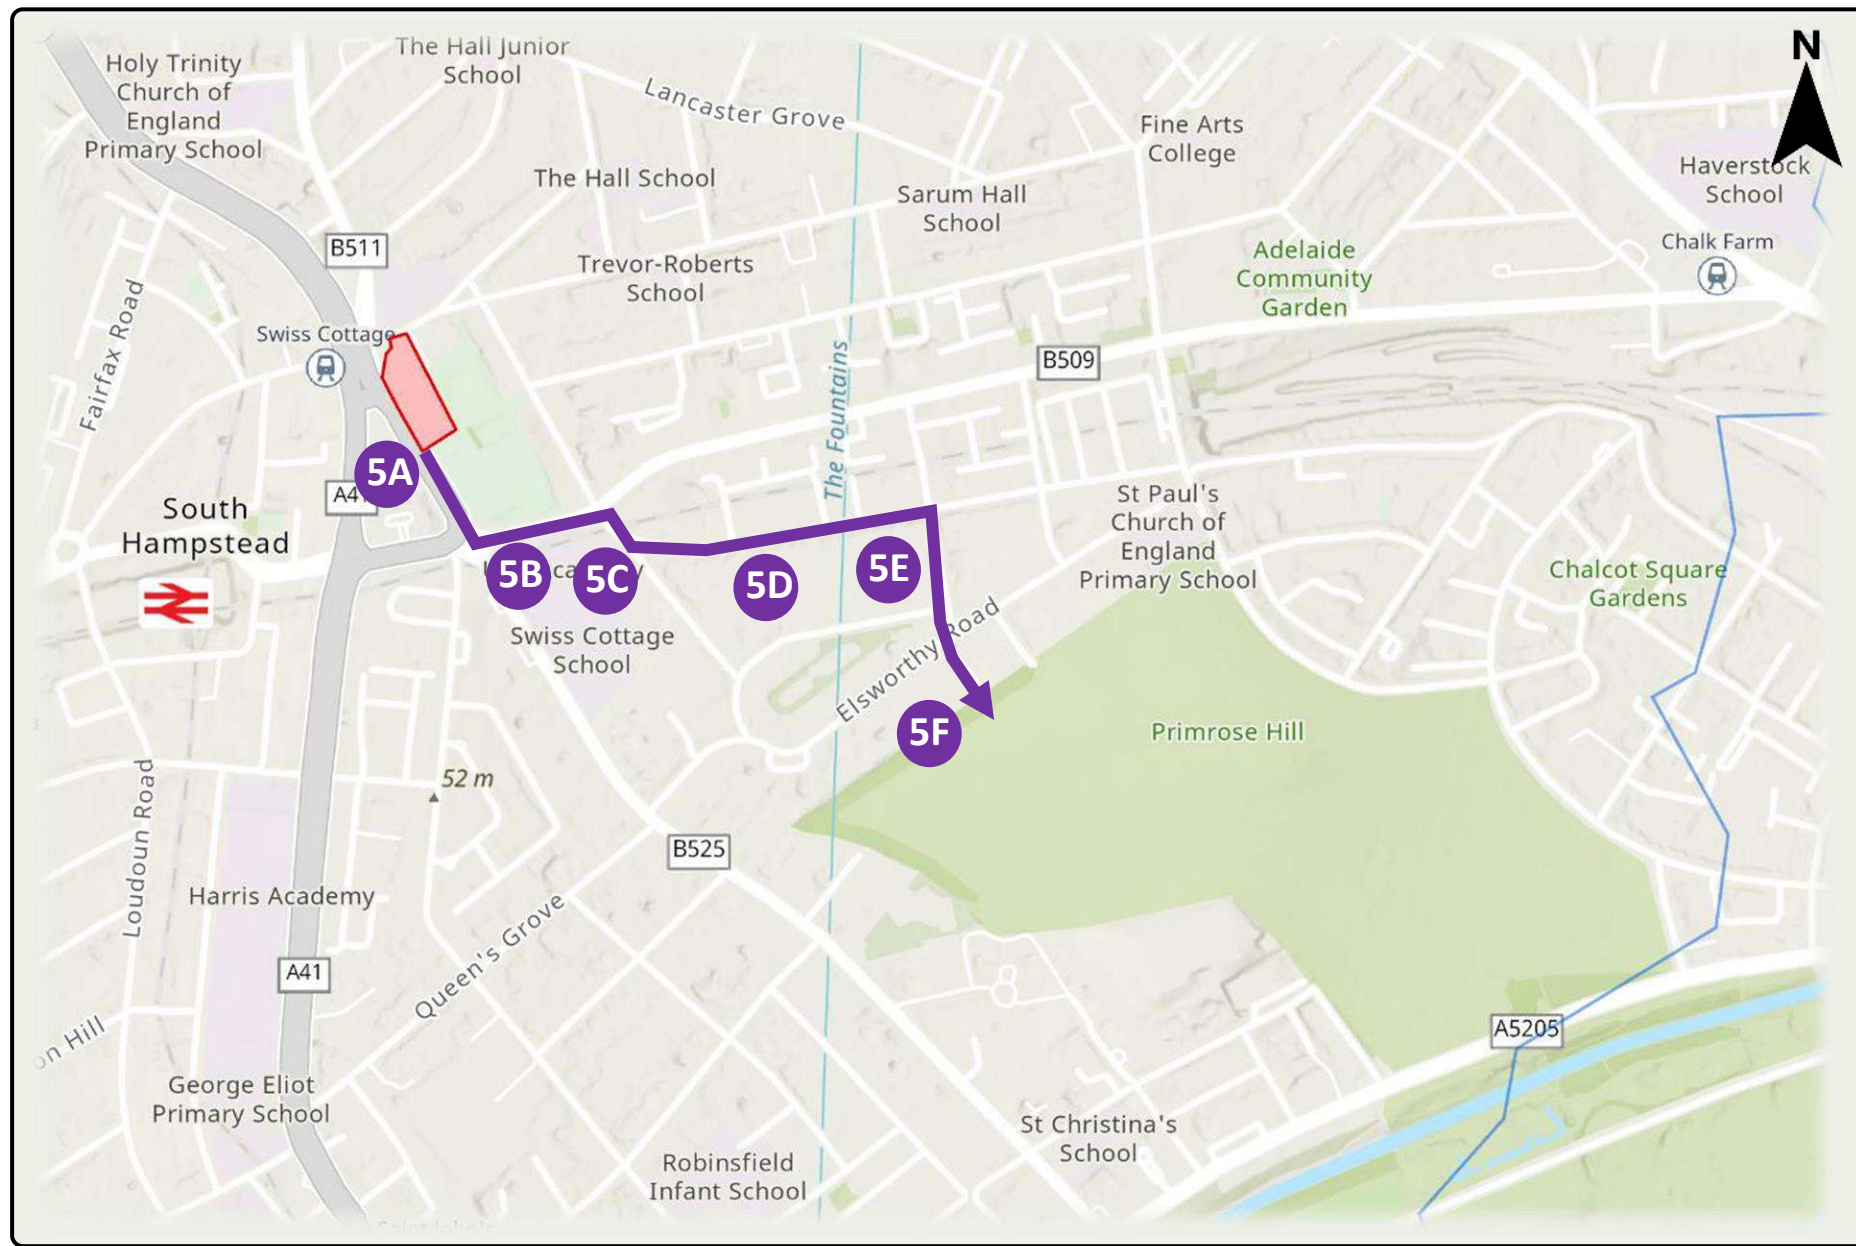 N
The Hall Junior
School
Holy Trinity
Church of
England
Primary School
Lancaster Grove
Fine Arts
College
Haverstock
School
The Hall School
Sarum Hall
School
B511
Chalk Farm
Trevor-Roberts
School
Adelaide
Community
Garden
Fairfax Road
Swiss Cottage
B509
The Fountains
5A
South
Hampstead
St Paul's
Church of
England
Primary School
5B
5C
5D
5E
Chalcot Square
Gardens
Swiss Cottage
School
Elsworthy Road
5F
Primrose Hill
52 m
Loudoun Road
B525
Harris Academy
Queen's Grove
A41
on Hill
A5205
George Eliot
Primary School
St Christina's
School
Robinsfield
Infant School